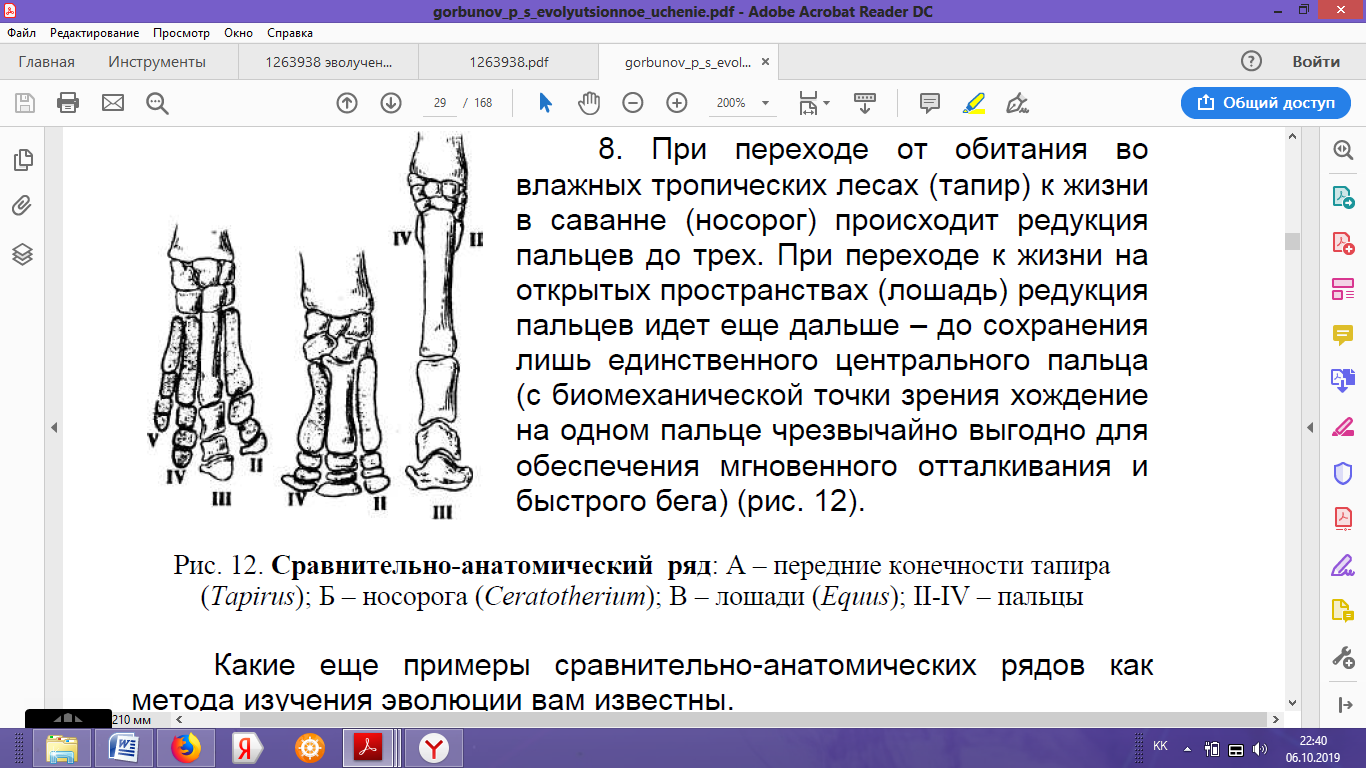 gorbunov_p_s_evolyutsionnoe_uchenie.pdf - Adobe Acrobat Reader DC
Файл Редактирование Просмотр Окно Справка
Главная Инструменты 1263938 эволучен... 1263938.pdf gorbunov_p_s_evol... Войти
29 / 168 200% Общий доступ
8. При переходе от обитания во
влажных тропических лесах (тапир) к жизни
в саванне (носорог) происходит редукция
пальцев до трех. При переходе к жизни на
открытых пространствах (лошадь) редукция
пальцев идет еще дальше – до сохранения
лишь единственного центрального пальца
(с биомеханической точки зрения хождение
на одном пальце чрезвычайно выгодно для
обеспечения мгновенного отталкивания и
быстрого бега) (рис. 12).
IV II
V
IV III II
IV II
III
Рис. 12. Сравнительно-анатомический ряд: А – передние конечности тапира
(Tapirus); Б – носорога (Ceratotherium); В – лошади (Equus); II-IV – пальцы
Какие еще примеры сравнительно-анатомических рядов как
метода изучения эволюции вам известны.
210 мм
KK 22:40
06.10.2019